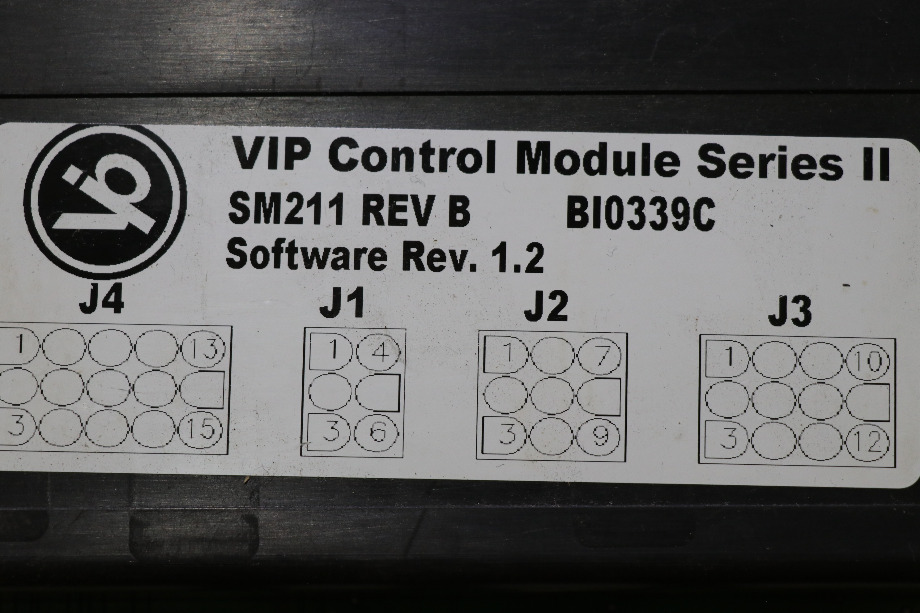 VIP
VIP Control Module Series II
SM211 REV B BI0339C
Software Rev. 1.2
J4 J1 J2 J3
1 13 1 4 1 7 1 10
3 15 3 6 3 9 3 12